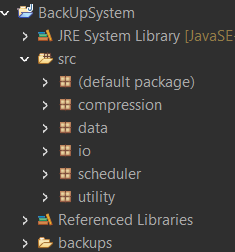 BackUpSystem
JRE System Library [JavaSE-
src
(default package)
compression
data
io
scheduler
utility
Referenced Libraries
backups